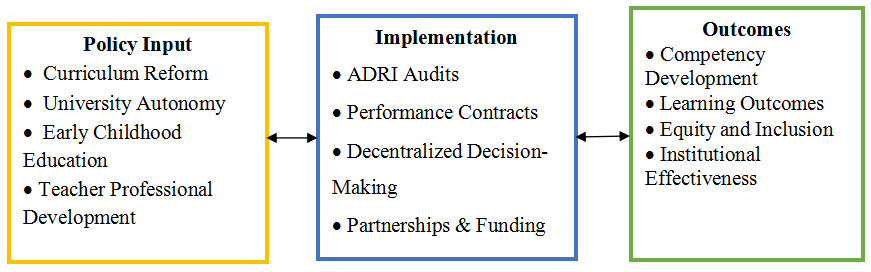 Policy Input
• Curriculum Reform
• University Autonomy
• Early Childhood
Education
• Teacher Professional
Development
Implementation
• ADRI Audits
• Performance Contracts
• Decentralized Decision-
Making
• Partnerships & Funding
Outcomes
• Competency
Development
• Learning Outcomes
• Equity and Inclusion
• Institutional
Effectiveness